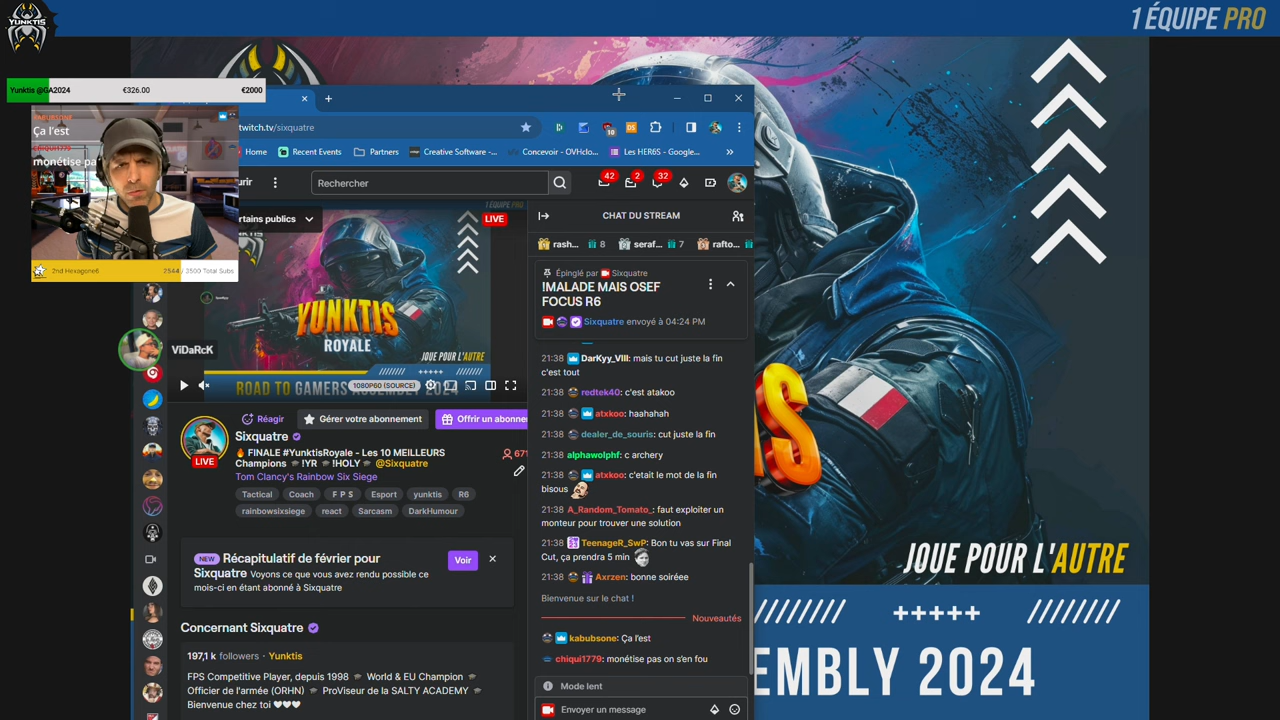 YUNKTIS
1 ÉQUIPE PRO
Yunktis @GA2024
€326.00
€2000
Ça l'est
monétise pa
2nd Hexagone6
2544 / 2500 Total Subs
ViDaRcK
twitch.tv/sixquatre
Home
Recent Events
Partners
Creative Software -...
Concevoir - OVHclo...
Les HER6S - Google...
»
Rechercher
10
DS
42
2
32
rtains publics
LIVE
YUNKTIS
ROYALE
JOUE POUR L'AUTRE
1080P60 (SOURCE)
Réagir
Gérer votre abonnement
Offrir un abonne
Sixquatre
LIVE
FINALE #YunktisRoyale - Les 10 MEILLEURS
Champions !YR !HOLY @Sixquatre
671
Tom Clancy's Rainbow Six Siege
Tactical
Coach
F P S
Esport
yunktis
R6
rainbowsixsiege
react
Sarcasm
DarkHumour
NEW Récapitulatif de février pour
Sixquatre Voyons ce que vous avez rendu possible ce
mois-ci en étant abonné à Sixquatre
Voir
Concernant Sixquatre
197,1 k followers · Yunktis
FPS Competitive Player, depuis 1998 World & EU Champion
Officier de l'armée (ORHN) ProViseur de la SALTY ACADEMY
Bienvenue chez toi
CHAT DU STREAM
rash... 8
seraf... 7
rafto...
Épinglé par Sixquatre
!MALADE MAIS OSEF
FOCUS R6
Sixquatre envoyé à 04:24 PM
21:38 DarKyy_VIII: mais tu cut juste la fin
c'est tout
21:38 redtek40: c'est atakoo
21:38 atxkoo: haahahah
21:38 dealer_de_souris: cut juste la fin
21:38 alphawolphf: c archery
21:38 atxkoo: c'etait le mot de la fin
bisous
21:38 A_Random_Tomato_: faut exploiter un
monteur pour trouver une solution
21:38 TeenageR_SwP: Bon tu vas sur Final
Cut, ça prendra 5 min
21:38 Axrzen: bonne soiréee
Bienvenue sur le chat !
Nouveautés
kabubsone: Ça l'est
chiqui1779: monétise pas on s'en fou
Mode lent
Envoyer un message
JOUE POUR L'AUTRE
+++++
EMBLY 2024